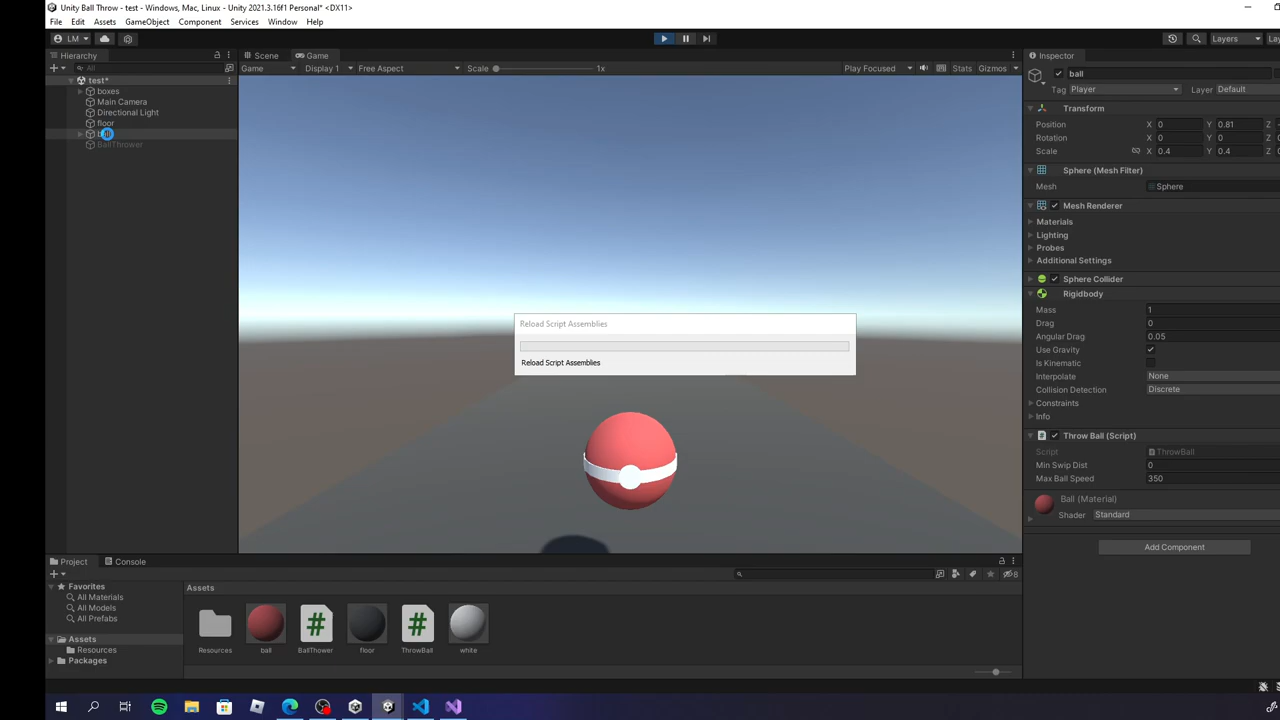 Unity Ball Throw - test - Windows, Mac, Linux - Unity 2021.3.16f1 Personal* <DX11>
File Edit Assets GameObject Component Services Window Help
LM Layers
Hierarchy Scene Game Inspector
All Game Display 1 Free Aspect Scale 1x Play Focused Stats Gizmos ball
test*
boxes
Main Camera
Directional Light
floor
BallThrower
Tag Player Layer Default
Transform
Position X 0 Y 0.81 Z
Rotation X 0 Y 0 Z
Scale X 0.4 Y 0.4 Z
Sphere (Mesh Filter)
Mesh Sphere
Mesh Renderer
Materials
Lighting
Probes
Additional Settings
Sphere Collider
Rigidbody
Mass 1
Drag 0
Angular Drag 0.05
Use Gravity
Is Kinematic
Interpolate None
Collision Detection Discrete
Constraints
Info
Throw Ball (Script)
Script ThrowBall
Min Swip Dist 0
Max Ball Speed 350
Ball (Material)
Shader Standard
Add Component
Reload Script Assemblies
Reload Script Assemblies
Project Console
8
Favorites
All Materials
All Models
All Prefabs
Assets
Resources
Packages
Assets
Resources ball BallThower floor ThrowBall white